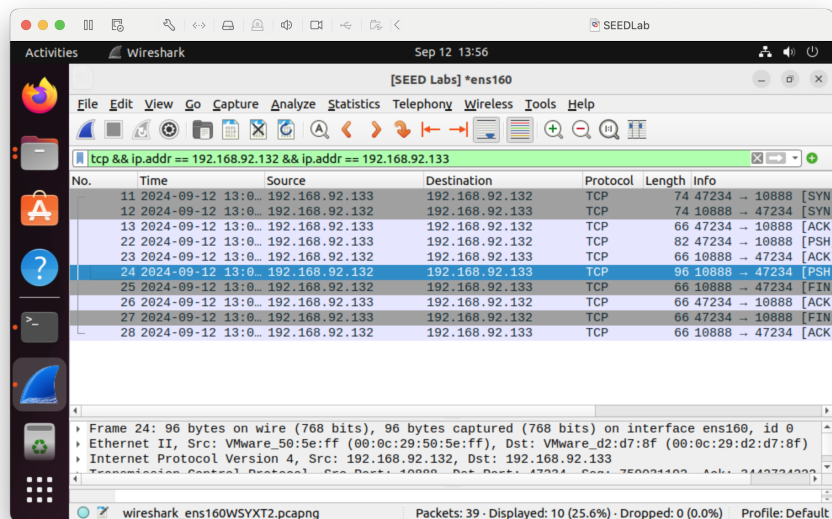 SEEDLab
Activities Wireshark Sep 12 13:56
[SEED Labs] *ens160
File Edit View Go Capture Analyze Statistics Telephony Wireless Tools Help
tcp && ip.addr == 192.168.92.132 && ip.addr == 192.168.92.133
No. Time Source Destination Protocol Length Info
11 2024-09-12 13:0… 192.168.92.133 192.168.92.132 TCP 74 47234 → 10888 [SYN
12 2024-09-12 13:0… 192.168.92.132 192.168.92.133 TCP 74 10888 → 47234 [SYN
13 2024-09-12 13:0… 192.168.92.133 192.168.92.132 TCP 66 47234 → 10888 [ACK
22 2024-09-12 13:0… 192.168.92.133 192.168.92.132 TCP 82 47234 → 10888 [PSH
23 2024-09-12 13:0… 192.168.92.132 192.168.92.133 TCP 66 10888 → 47234 [ACK
24 2024-09-12 13:0… 192.168.92.132 192.168.92.133 TCP 96 10888 → 47234 [PSH
25 2024-09-12 13:0… 192.168.92.132 192.168.92.133 TCP 66 10888 → 47234 [FIN
26 2024-09-12 13:0… 192.168.92.133 192.168.92.132 TCP 66 47234 → 10888 [ACK
27 2024-09-12 13:0… 192.168.92.133 192.168.92.132 TCP 66 47234 → 10888 [FIN
28 2024-09-12 13:0… 192.168.92.132 192.168.92.133 TCP 66 10888 → 47234 [ACK
Frame 24: 96 bytes on wire (768 bits), 96 bytes captured (768 bits) on interface ens160, id 0
Ethernet II, Src: VMware_50:5e:ff (00:0c:29:50:5e:ff), Dst: VMware_d2:d7:8f (00:0c:29:d2:d7:8f)
Internet Protocol Version 4, Src: 192.168.92.132, Dst: 192.168.92.133
Transmission Control Protocol, Src Port: 10888, Dst Port: 47234, Seq:
wireshark_ens160WSYXT2.pcapng Packets: 39 · Displayed: 10 (25.6%) · Dropped: 0 (0.0%) Profile: Default